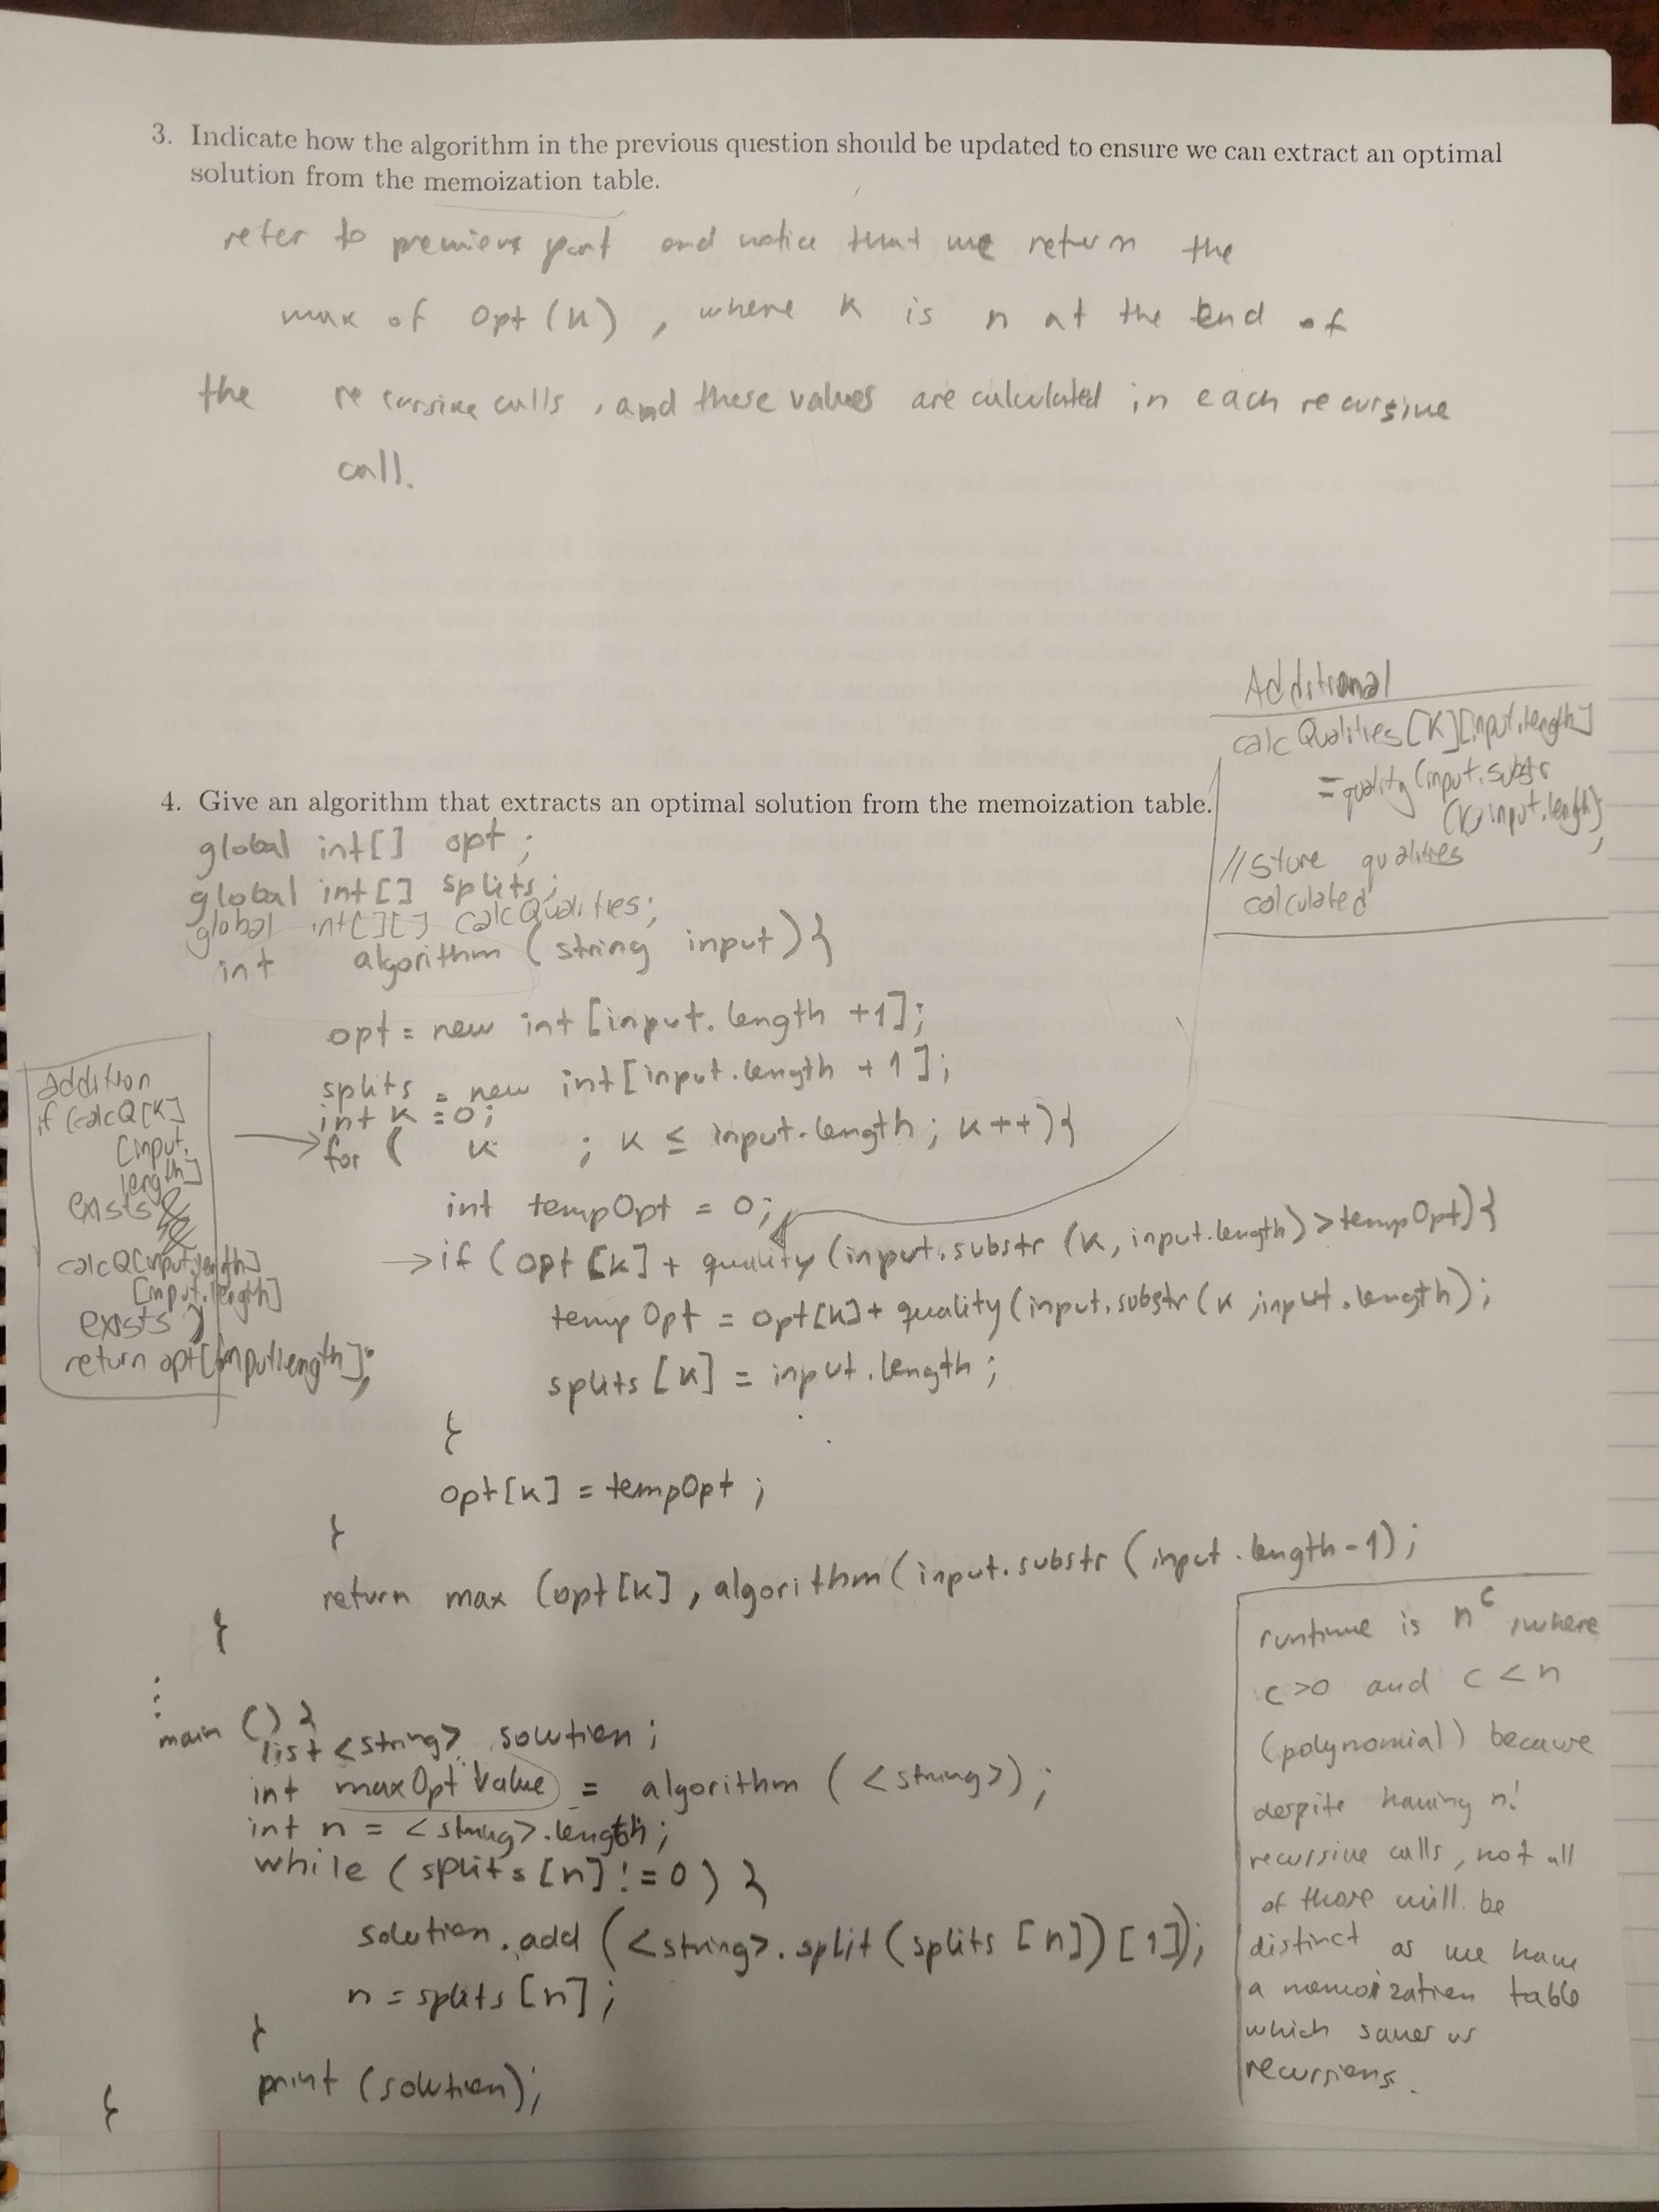 3. Indicate how the algorithm in the previous question should be updated to ensure we can extract an optimal
solution from the memoization table.
refer to part and notice that we return the
max of Opt(k), where k is n at the End of
the recursive calls, and these values are calculated in each recursive
call.
Additional
calcQualities[K][input.length]
= quality(input.substr
(k, input.length);
// Store qualities
calculated
4. Give an algorithm that extracts an optimal solution from the memoization table.
global int[] opt;
global int[] splits;
global int[][] calcQualities;
int algorithm (string input) {
opt = new int [input.length +1];
splits = new int [input.length + 1];
int k = 0;
for ( k ; k ≤ input.length; k++) {
addition
if (calcQ[K]
[input.
length]
exists
calcQ[input.length]
[input.length]
exists)
return opt[input.length];
int tempOpt = 0;
→ if (opt[k] + quality (input.substr (k, input.length) > tempOpt) {
tempOpt = opt[k] + quality (input.substr (k, input.length);
splits [k] = input.length;
}
opt[k] = tempOpt;
}
return max (opt[k], algorithm (input.substr (input.length-1);
}
⋮
main () {
list <string> solution;
int maxOptValue = algorithm (<string>);
int n = <string>.length;
while (splits [n] != 0) {
solution.add (<string>.split (splits [n]) [1]);
n = splits [n];
}
print (solution);
}
runtime is n^c, where
c>0 and c<n
(polynomial) because
despite having n!
recursive calls, not all
of those will be
distinct as we have
a memoization table
which saves us
recursions.